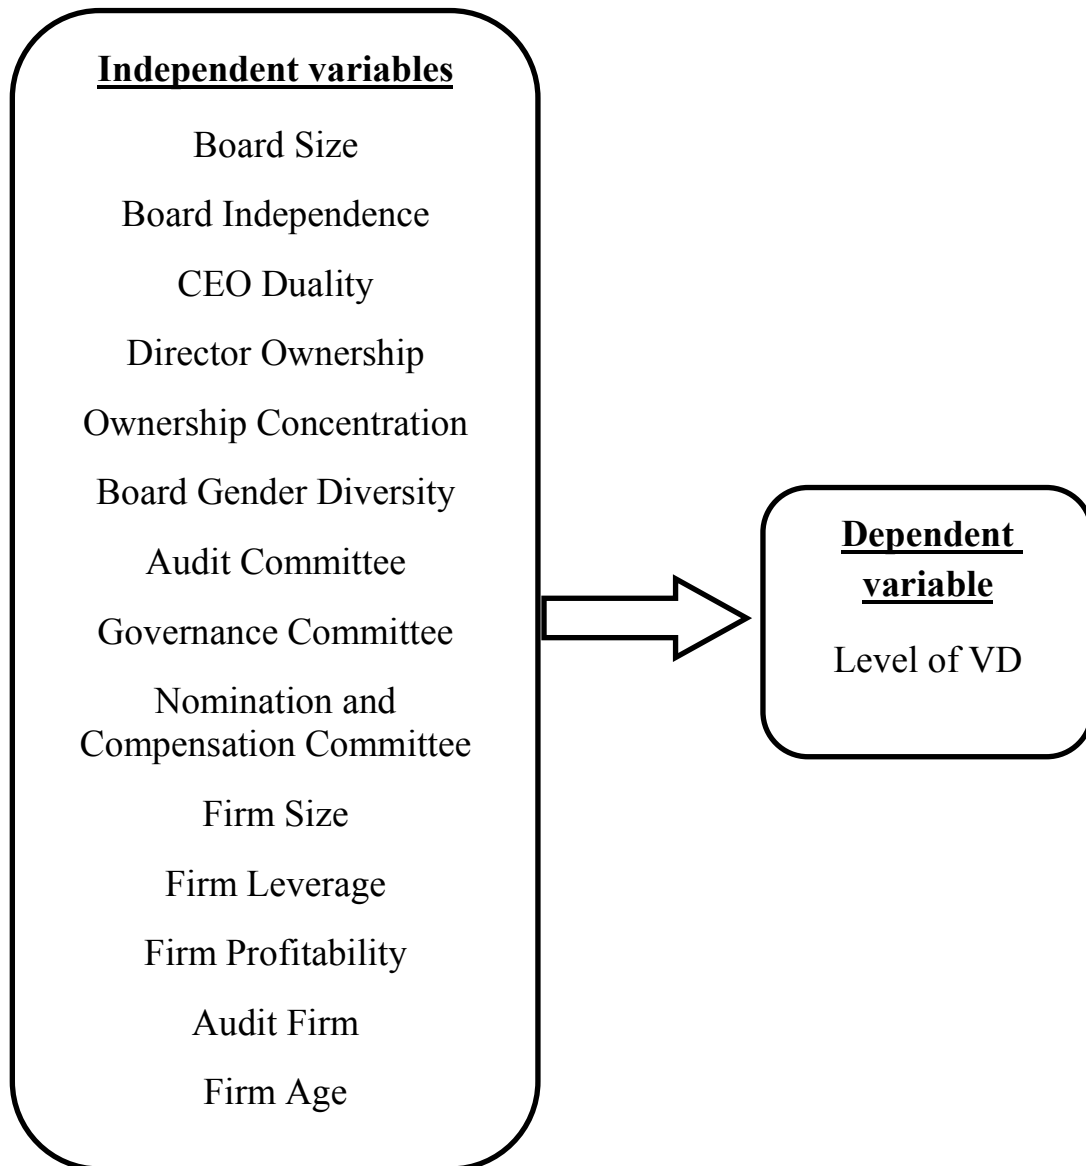 Independent variables
Board Size
Board Independence
CEO Duality
Director Ownership
Ownership Concentration
Board Gender Diversity
Audit Committee
Governance Committee
Nomination and
Compensation Committee
Firm Size
Firm Leverage
Firm Profitability
Audit Firm
Firm Age
Dependent
variable
Level of VD